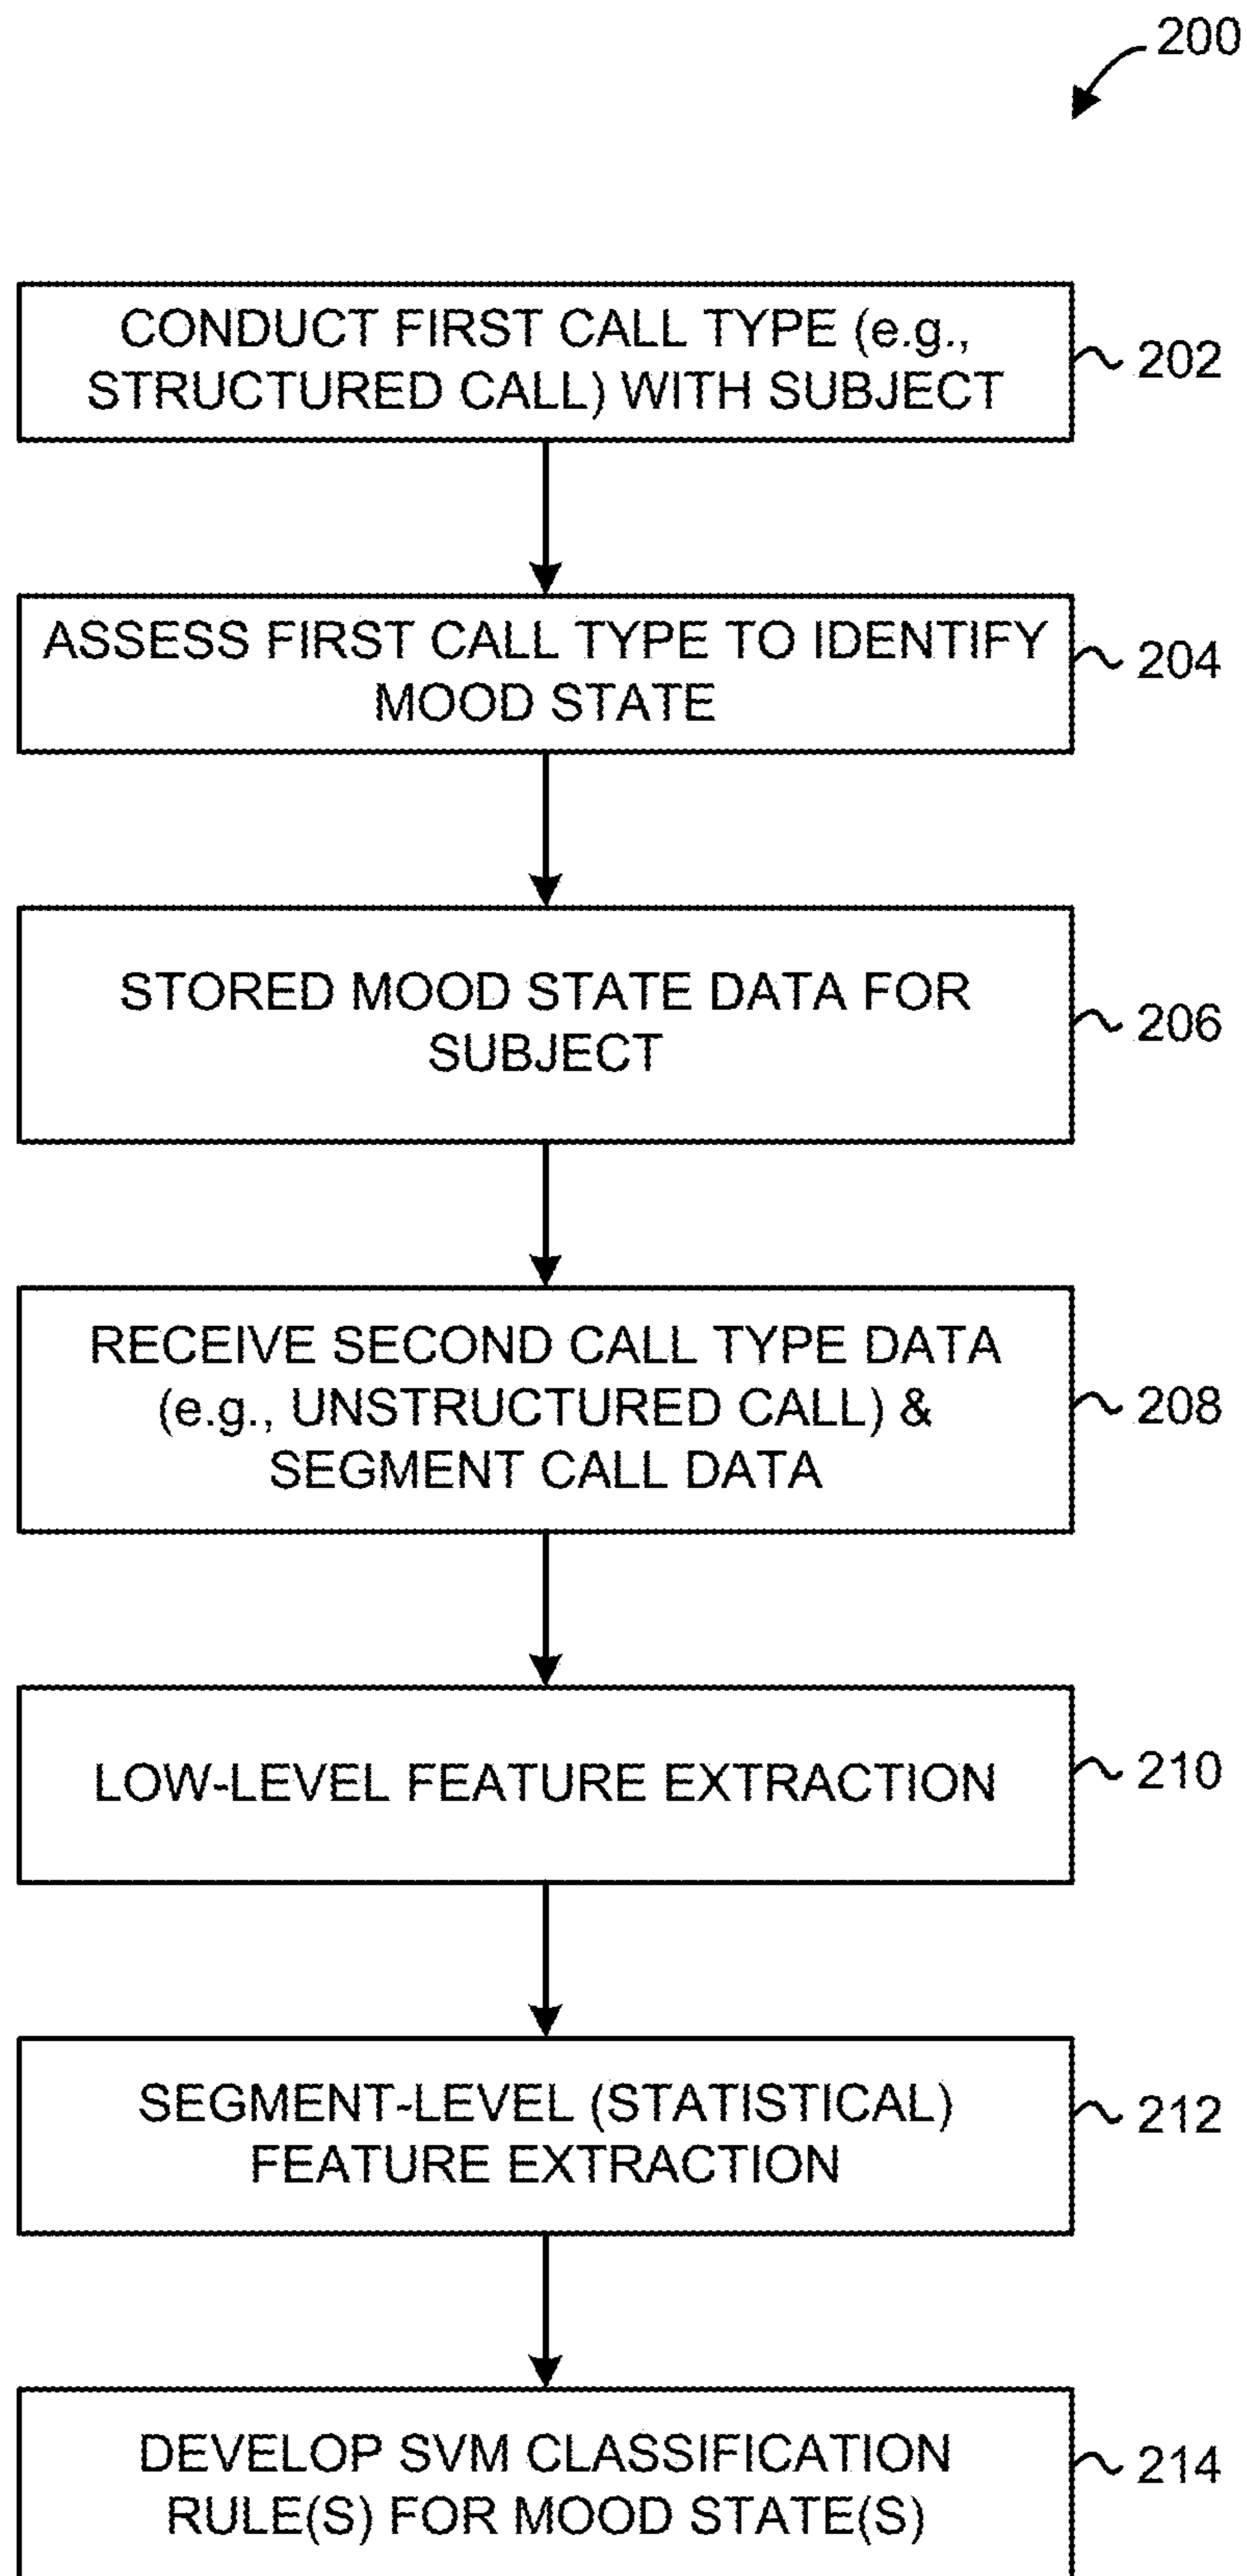 200
CONDUCT FIRST CALL TYPE (e.g.,
STRUCTURED CALL) WITH SUBJECT
202
ASSESS FIRST CALL TYPE TO IDENTIFY
MOOD STATE
204
STORED MOOD STATE DATA FOR
SUBJECT
206
RECEIVE SECOND CALL TYPE DATA
(e.g., UNSTRUCTURED CALL) &
SEGMENT CALL DATA
208
LOW-LEVEL FEATURE EXTRACTION
210
SEGMENT-LEVEL (STATISTICAL)
FEATURE EXTRACTION
212
DEVELOP SVM CLASSIFICATION
RULE(S) FOR MOOD STATE(S)
214